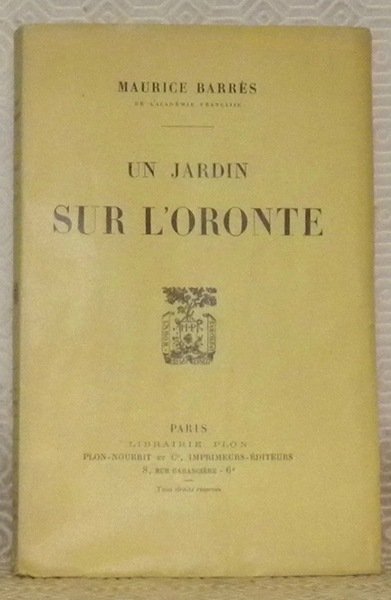 MAURICE BARRÈS
DE L'ACADÉMIE FRANÇAISE
UN JARDIN
SUR L'ORONTE
H·P
PARIS
LIBRAIRIE PLON
PLON-NOURRIT ET Cie, IMPRIMEURS-ÉDITEURS
8, RUE GARANCIÈRE - 6e
Tous droits réservés